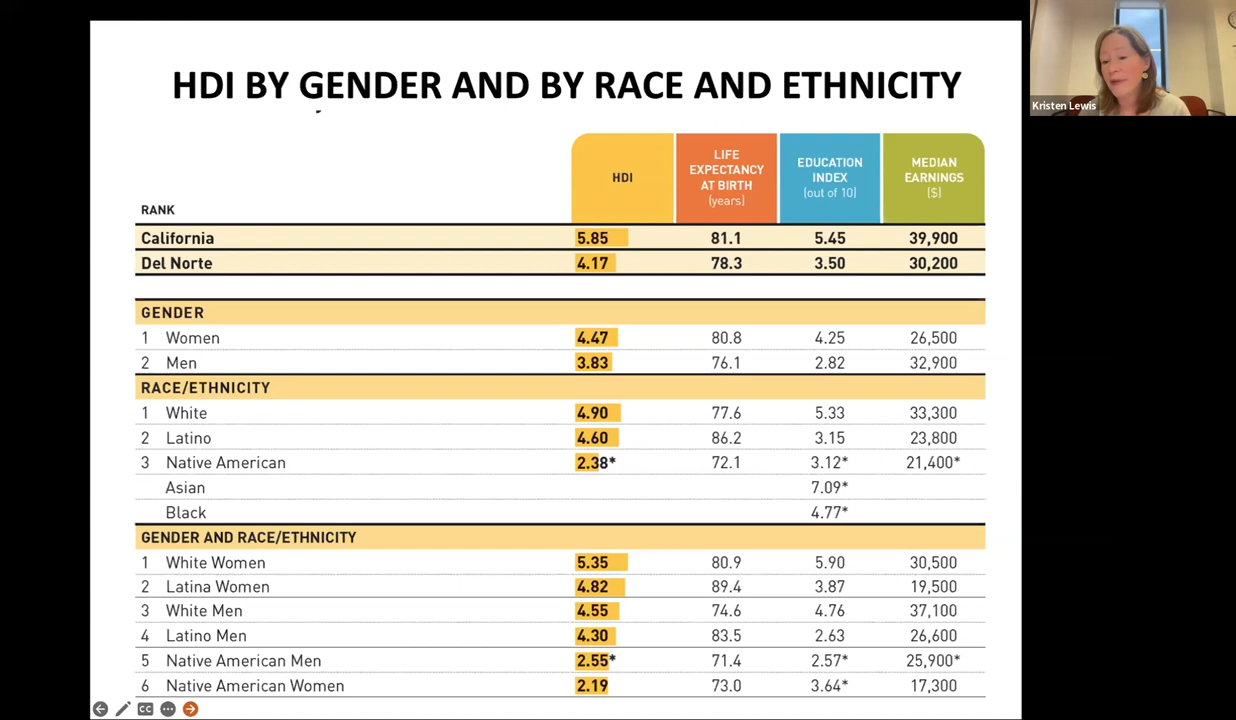 HDI BY GENDER AND BY RACE AND ETHNICITY
Kristen Lewis
RANK
HDI
LIFE EXPECTANCY AT BIRTH (years)
EDUCATION INDEX (out of 10)
MEDIAN EARNINGS ($)
California 5.85 81.1 5.45 39,900
Del Norte 4.17 78.3 3.50 30,200
GENDER
1 Women 4.47 80.8 4.25 26,500
2 Men 3.83 76.1 2.82 32,900
RACE/ETHNICITY
1 White 4.90 77.6 5.33 33,300
2 Latino 4.60 86.2 3.15 23,800
3 Native American 2.38* 72.1 3.12* 21,400*
Asian 7.09*
Black 4.77*
GENDER AND RACE/ETHNICITY
1 White Women 5.35 80.9 5.90 30,500
2 Latina Women 4.82 89.4 3.87 19,500
3 White Men 4.55 74.6 4.76 37,100
4 Latino Men 4.30 83.5 2.63 26,600
5 Native American Men 2.55* 71.4 2.57* 25,900*
6 Native American Women 2.19 73.0 3.64* 17,300
CC